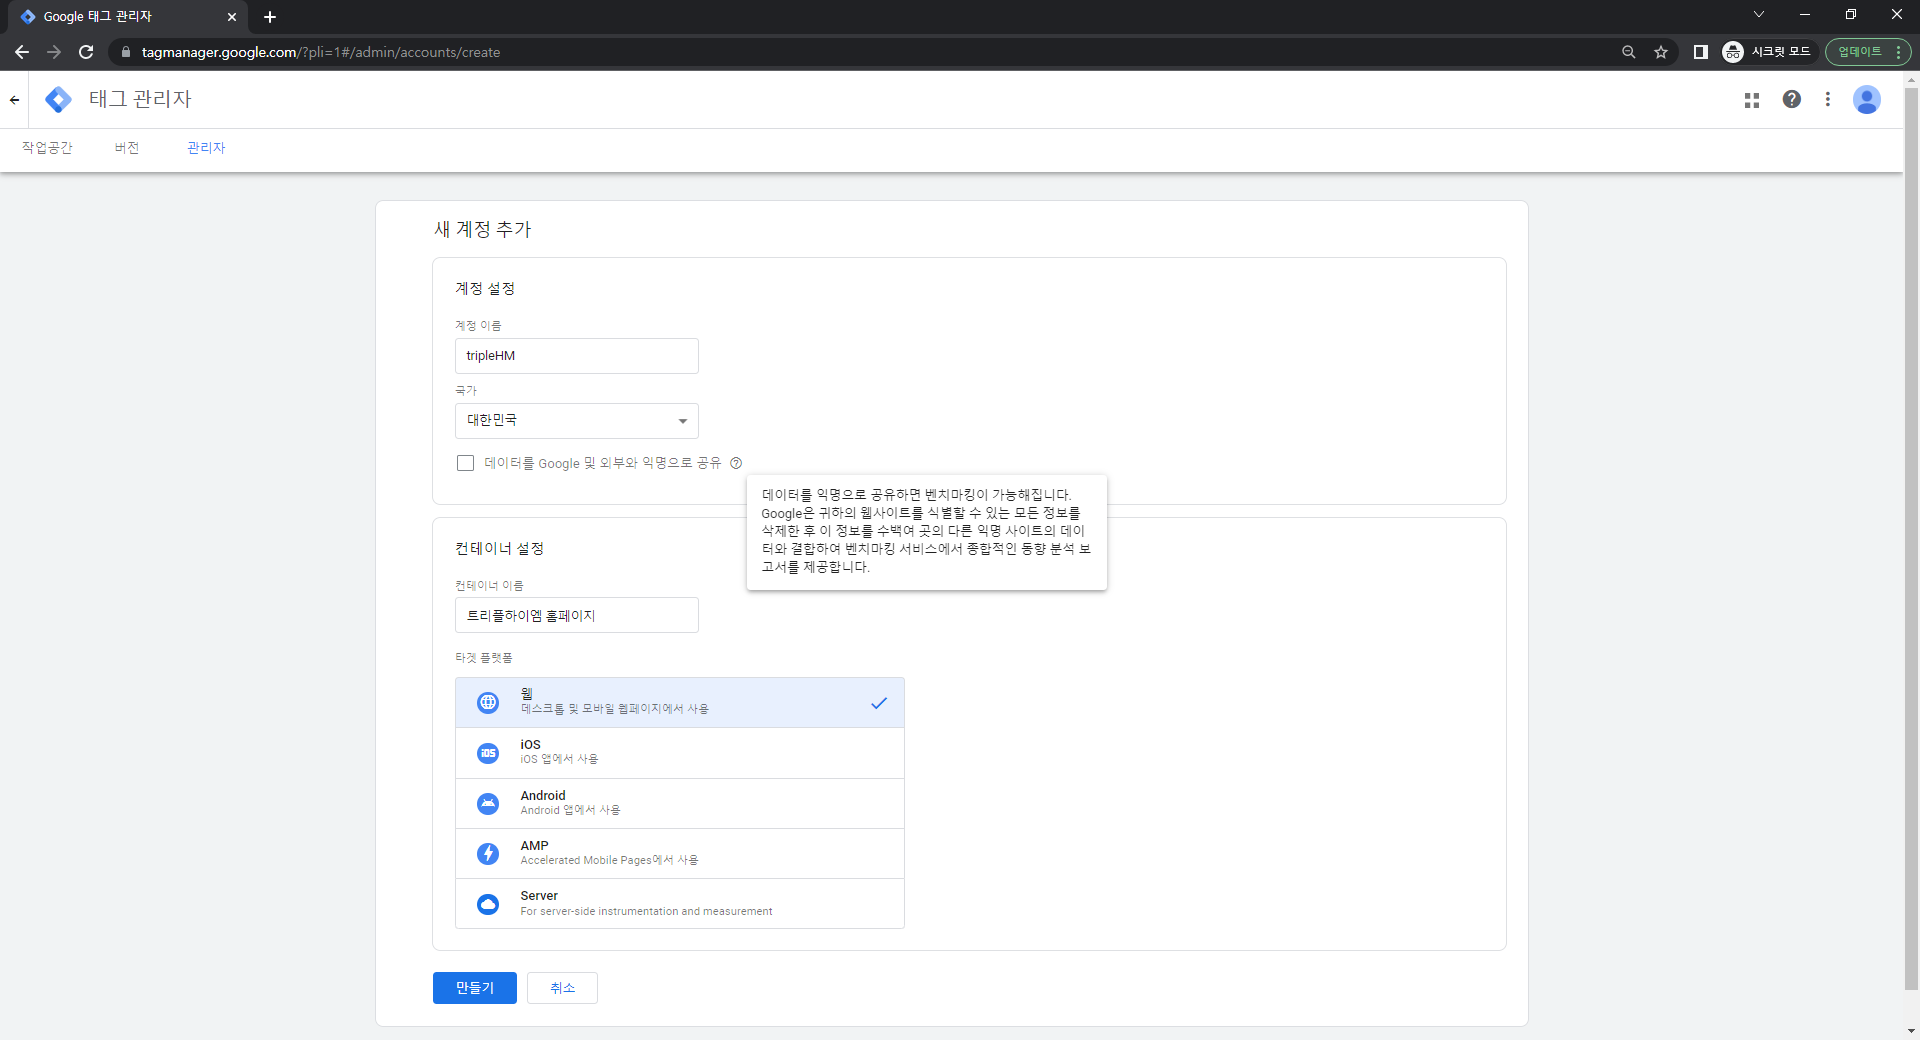 Google 태그 관리자
tagmanager.google.com/?pli=1#/admin/accounts/create
시크릿 모드
업데이트
태그 관리자
작업공간
버전
관리자
새 계정 추가
계정 설정
계정 이름
tripleHM
국가
대한민국
데이터를 Google 및 외부와 익명으로 공유
데이터를 익명으로 공유하면 벤치마킹이 가능해집니다.
Google은 귀하의 웹사이트를 식별할 수 있는 모든 정보를
삭제한 후 이 정보를 수백여 곳의 다른 익명 사이트의 데이
터와 결합하여 벤치마킹 서비스에서 종합적인 동향 분석 보
고서를 제공합니다.
컨테이너 설정
컨테이너 이름
트리플하이엠 홈페이지
타겟 플랫폼
웹
데스크톱 및 모바일 웹페이지에서 사용
iOS
iOS
iOS 앱에서 사용
Android
Android 앱에서 사용
AMP
Accelerated Mobile Pages에서 사용
Server
For server-side instrumentation and measurement
만들기
취소